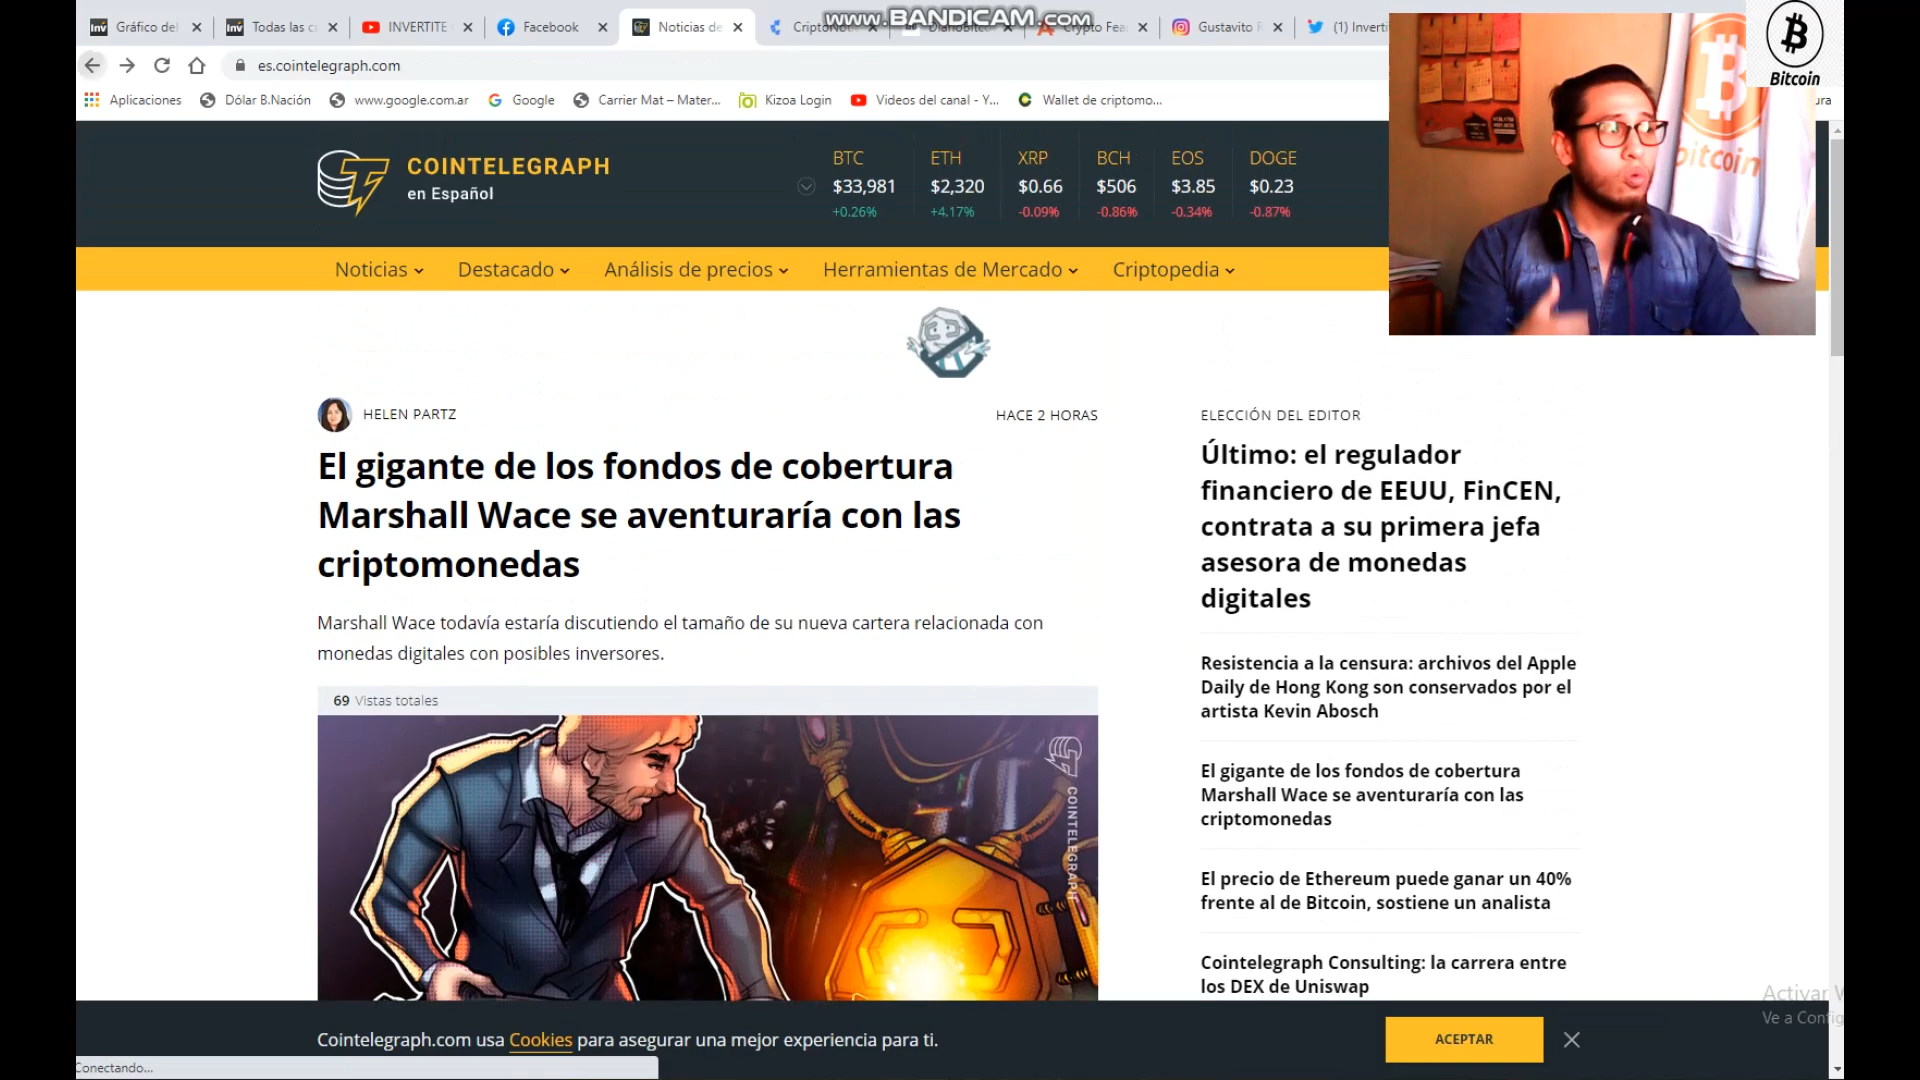 www.BANDICAM.com
Gráfico del
Todas las c
INVERTITE
Facebook
Noticias de
Crypto Fea
Gustavito
(1) Inverti
es.cointelegraph.com
Aplicaciones
Dólar B.Nación
www.google.com.ar
Google
Carrier Mat – Mater...
Kizoa Login
Videos del canal - Y...
Wallet de criptomo...
Bitcoin
bitcoin
COINTELEGRAPH
en Español
BTC ETH XRP BCH EOS DOGE
$33,981 $2,320 $0.66 $506 $3.85 $0.23
+0.26% +4.17% -0.09% -0.86% -0.34% -0.87%
Noticias
Destacado
Análisis de precios
Herramientas de Mercado
Criptopedia
HELEN PARTZ
HACE 2 HORAS
El gigante de los fondos de cobertura
Marshall Wace se aventuraría con las
criptomonedas
Marshall Wace todavía estaría discutiendo el tamaño de su nueva cartera relacionada con
monedas digitales con posibles inversores.
69 Vistas totales
COINTELEGRAPH
ELECCIÓN DEL EDITOR
Último: el regulador
financiero de EEUU, FinCEN,
contrata a su primera jefa
asesora de monedas
digitales
Resistencia a la censura: archivos del Apple
Daily de Hong Kong son conservados por el
artista Kevin Abosch
El gigante de los fondos de cobertura
Marshall Wace se aventuraría con las
criptomonedas
El precio de Ethereum puede ganar un 40%
frente al de Bitcoin, sostiene un analista
Cointelegraph Consulting: la carrera entre
los DEX de Uniswap
Activar W
Ve a Config
Cointelegraph.com usa Cookies para asegurar una mejor experiencia para ti.
ACEPTAR
Conectando...